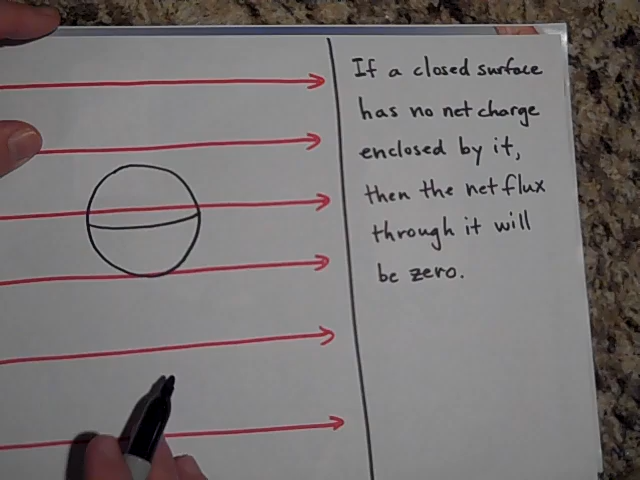 If a closed surface
has no net charge
enclosed by it,
then the net flux
through it will
be zero.